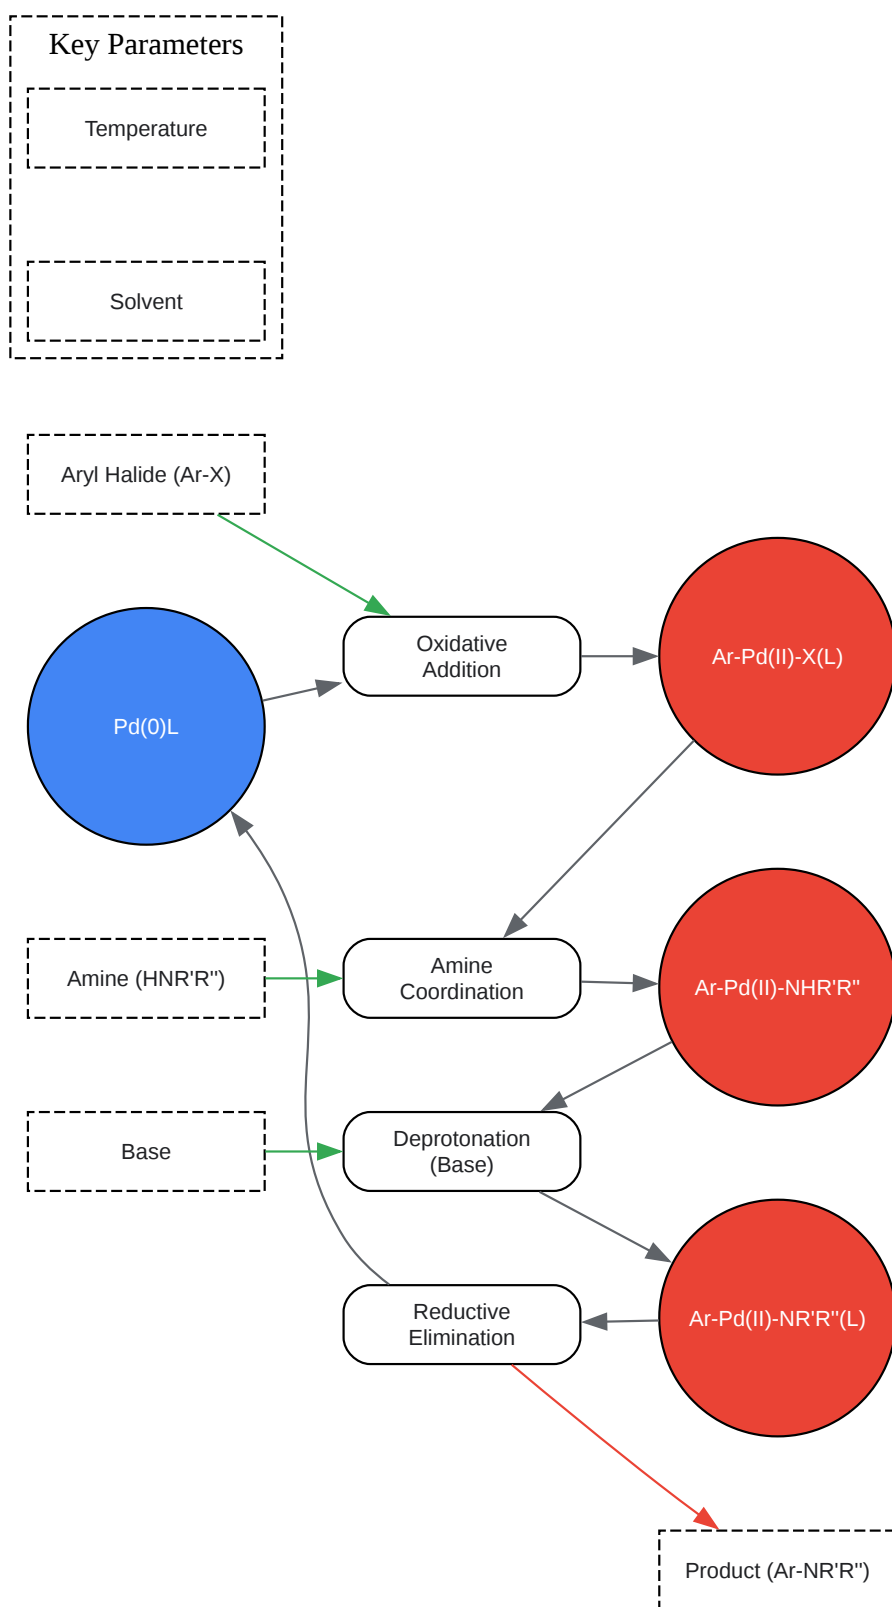 Key Parameters
Temperature
Solvent
Aryl Halide (Ar-X)
Oxidative
Addition
Ar-Pd(II)-X(L)
Pd(0)L
Amine (HNR'R")
Amine
Coordination
Ar-Pd(II)-NHR'R"
Base
Deprotonation
(Base)
Reductive
Elimination
Ar-Pd(II)-NR'R"(L)
Product (Ar-NR'R")